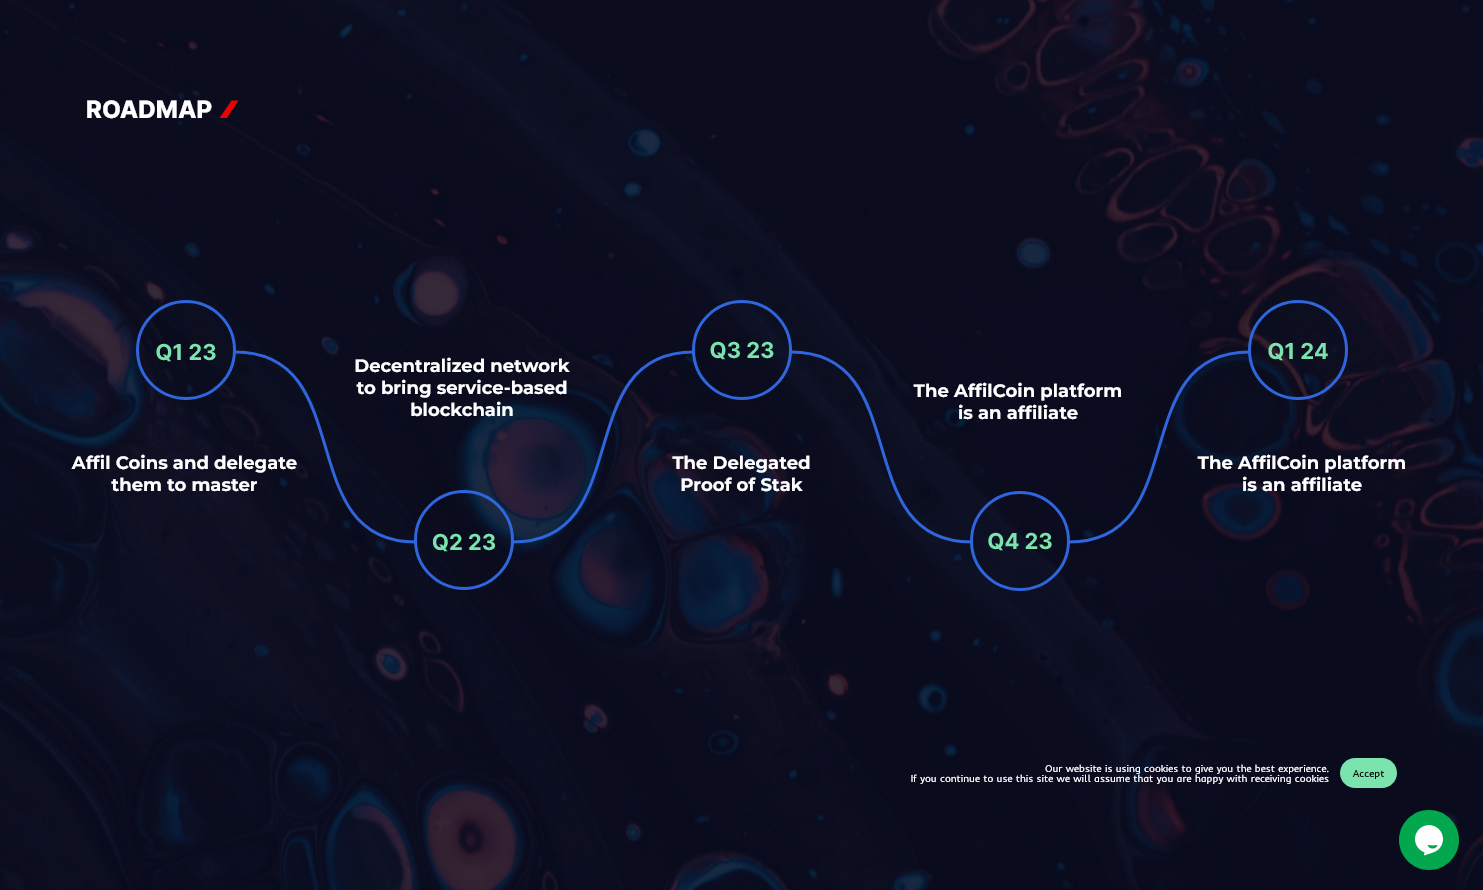 ROADMAP
Q1 23
Affil Coins and delegate
them to master
Decentralized network
to bring service-based
blockchain
Q2 23
Q3 23
The Delegated
Proof of Stak
The AffilCoin platform
is an affiliate
Q4 23
Q1 24
The AffilCoin platform
is an affiliate
Our website is using cookies to give you the best experience.
If you continue to use this site we will assume that you are happy with receiving cookies
Accept